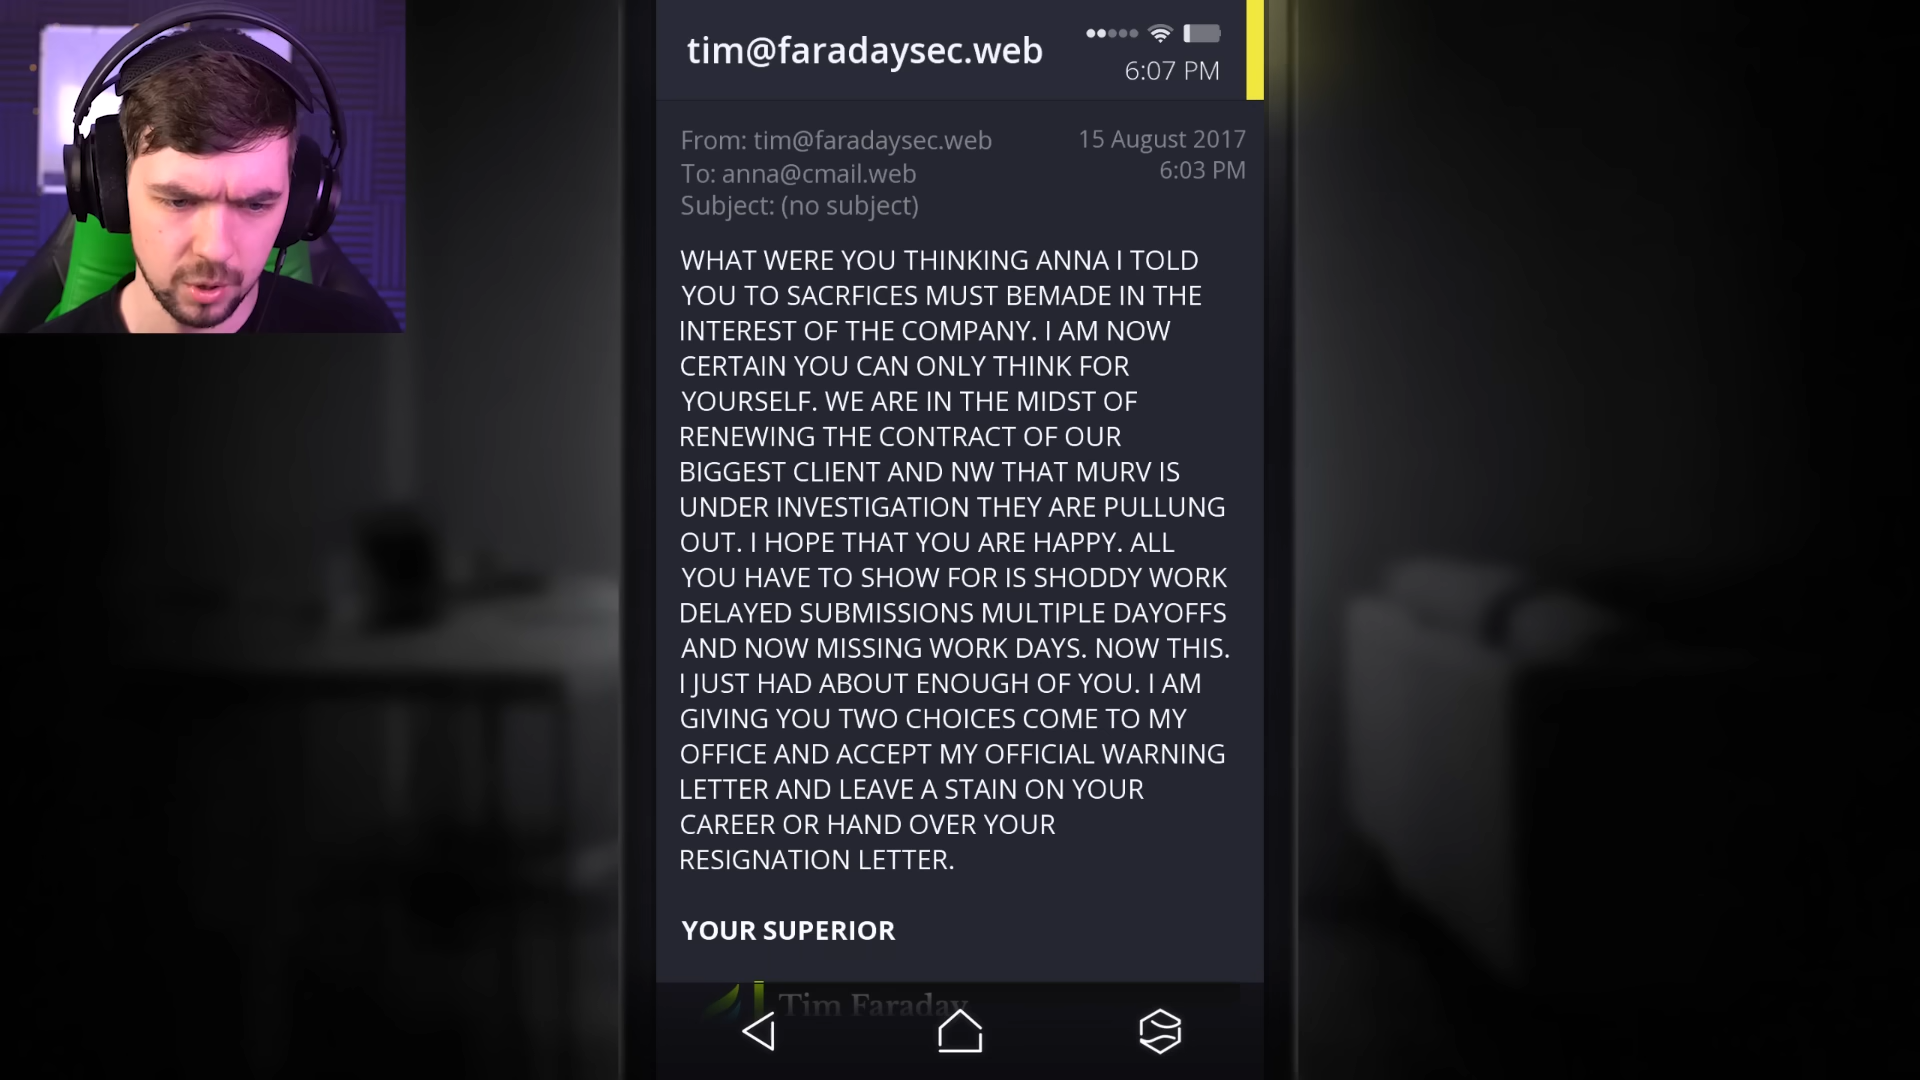 tim@faradaysec.web
6:07 PM
From: tim@faradaysec.web
15 August 2017
To: anna@cmail.web
6:03 PM
Subject: (no subject)
WHAT WERE YOU THINKING ANNA I TOLD
YOU TO SACRFICES MUST BEMADE IN THE
INTEREST OF THE COMPANY. I AM NOW
CERTAIN YOU CAN ONLY THINK FOR
YOURSELF. WE ARE IN THE MIDST OF
RENEWING THE CONTRACT OF OUR
BIGGEST CLIENT AND NW THAT MURV IS
UNDER INVESTIGATION THEY ARE PULLUNG
OUT. I HOPE THAT YOU ARE HAPPY. ALL
YOU HAVE TO SHOW FOR IS SHODDY WORK
DELAYED SUBMISSIONS MULTIPLE DAYOFFS
AND NOW MISSING WORK DAYS. NOW THIS.
I JUST HAD ABOUT ENOUGH OF YOU. I AM
GIVING YOU TWO CHOICES COME TO MY
OFFICE AND ACCEPT MY OFFICIAL WARNING
LETTER AND LEAVE A STAIN ON YOUR
CAREER OR HAND OVER YOUR
RESIGNATION LETTER.
YOUR SUPERIOR
Tim Faraday